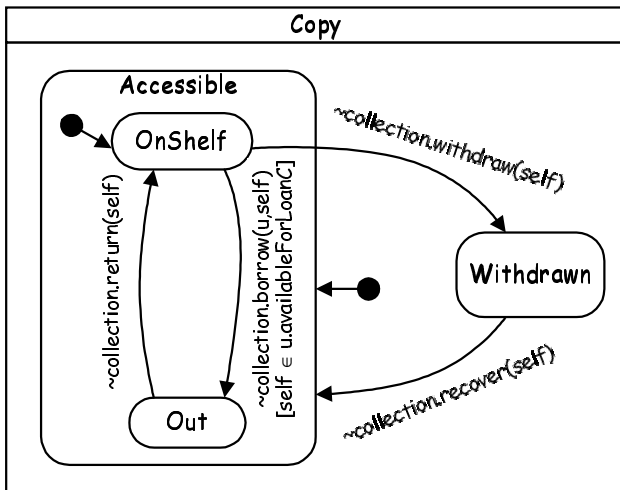 Copy
Accessible
OnShelf
~collection.withdraw(self)
~collection.return(self)
~collection.borrow(u,self)
[self ∈ u.availableForLoanC]
Withdrawn
~collection.recover(self)
Out